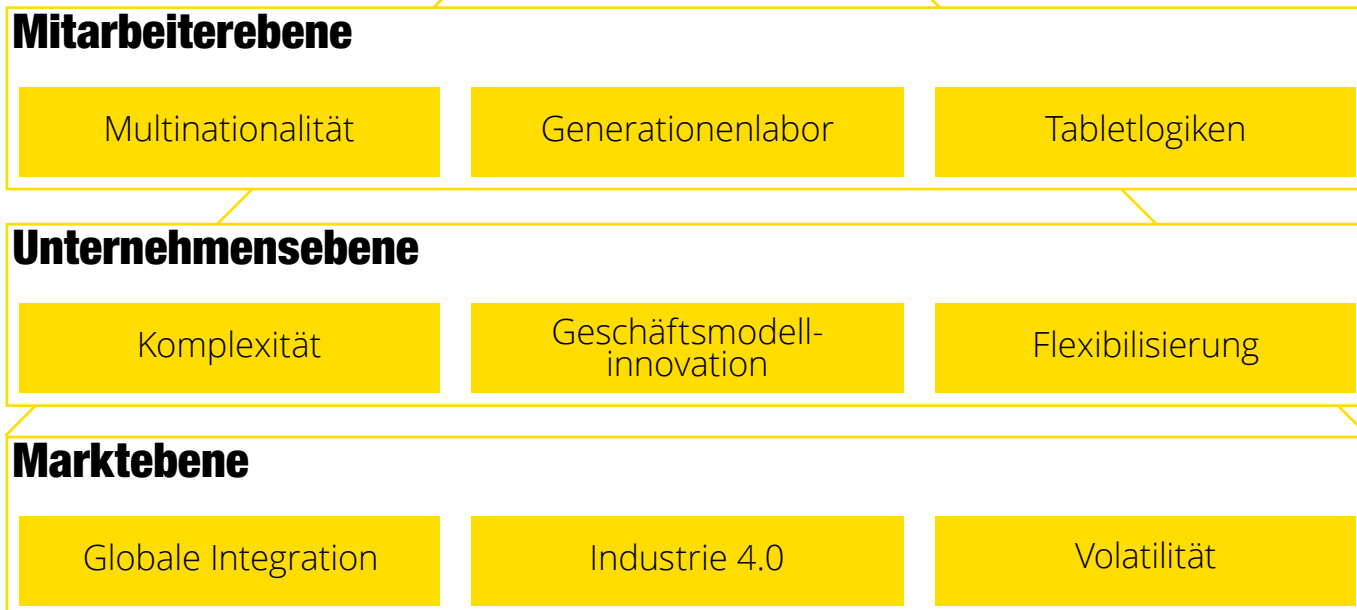 Mitarbeiterebene
Multinationalität
Generationenlabor
Tabletlogiken
Unternehmensebene
Komplexität
Geschäftsmodell-
innovation
Flexibilisierung
Marktebene
Globale Integration
Industrie 4.0
Volatilität